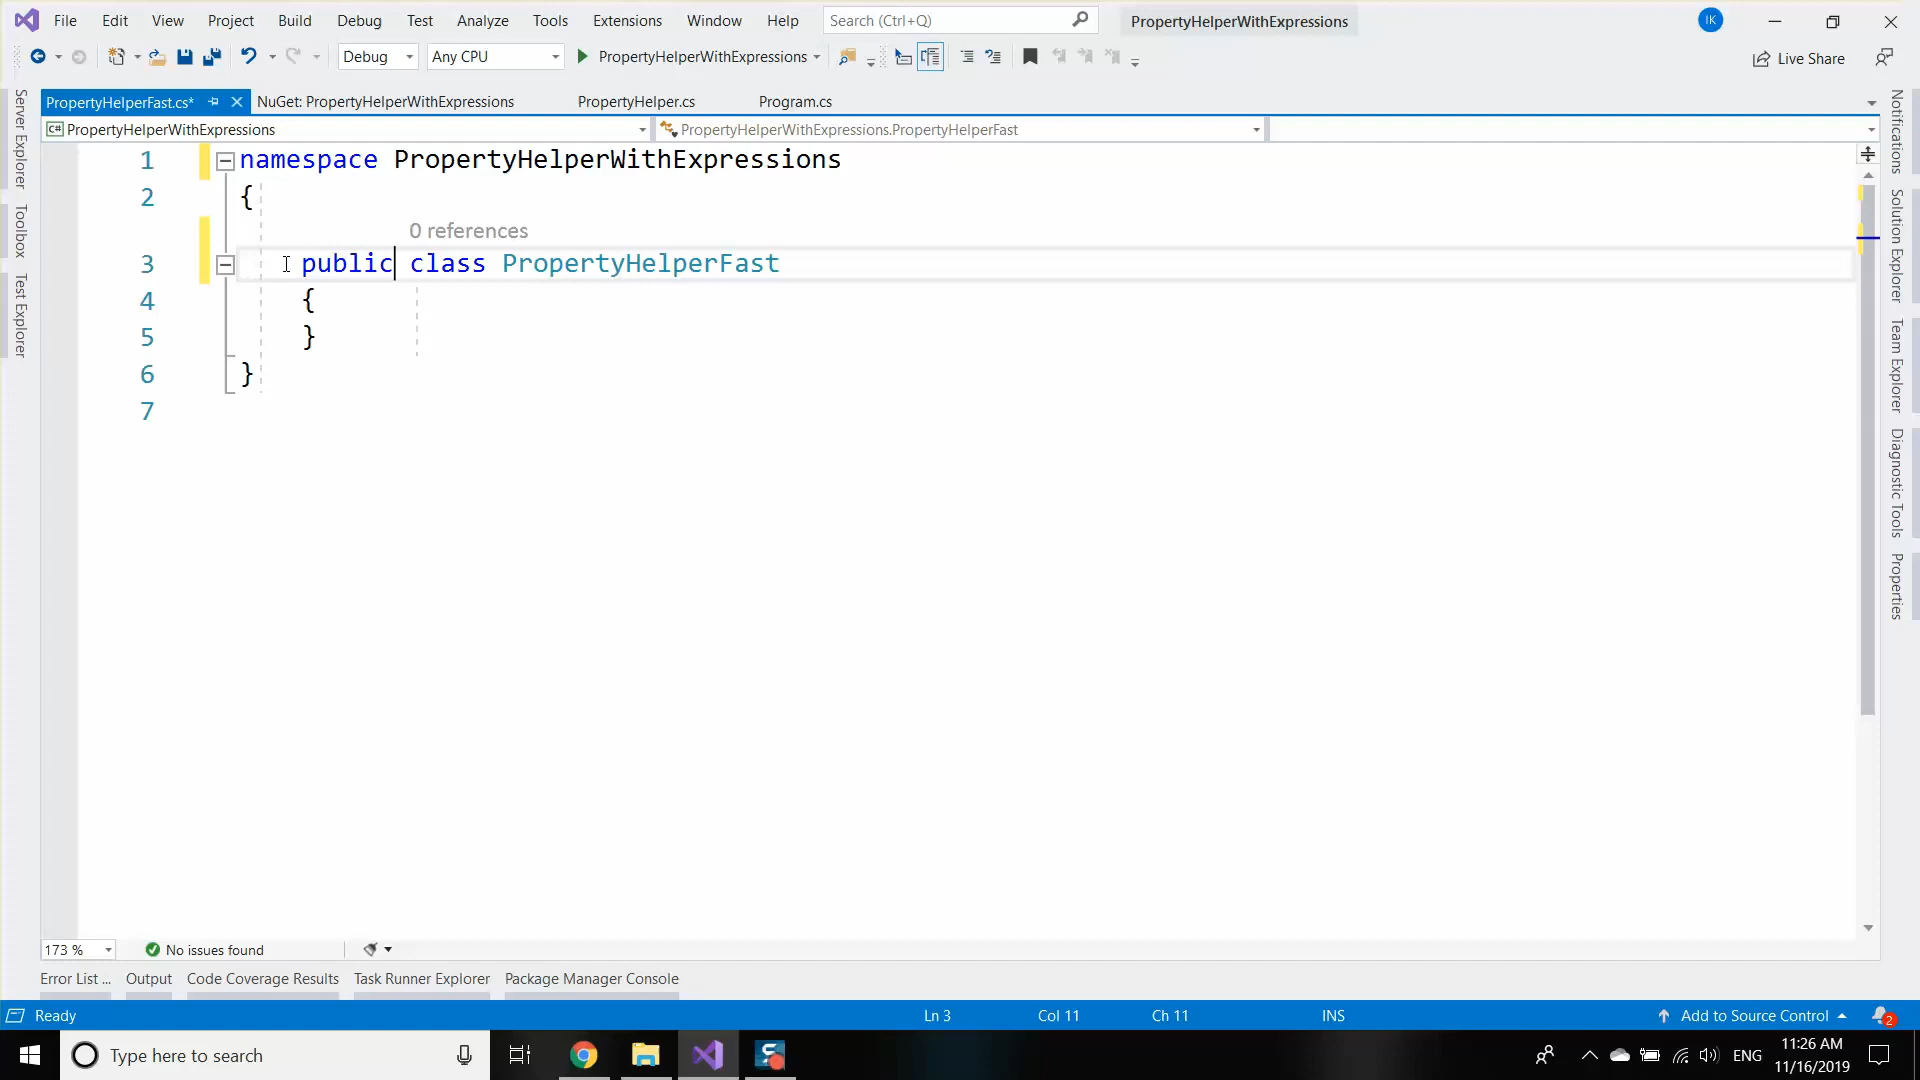 File Edit View Project Build Debug Test Analyze Tools Extensions Window Help Search (Ctrl+Q) PropertyHelperWithExpressions IK
Debug Any CPU PropertyHelperWithExpressions Live Share
PropertyHelperFast.cs* NuGet: PropertyHelperWithExpressions PropertyHelper.cs Program.cs
C# PropertyHelperWithExpressions PropertyHelperWithExpressions.PropertyHelperFast
Server Explorer
Toolbox
Test Explorer
1 namespace PropertyHelperWithExpressions
2 {
0 references
3 public class PropertyHelperFast
4 {
5 }
6 }
7
Notifications
Solution Explorer
Team Explorer
Diagnostic Tools
Properties
173 % No issues found
Error List ... Output Code Coverage Results Task Runner Explorer Package Manager Console
Ready Ln 3 Col 11 Ch 11 INS Add to Source Control 2
Type here to search ENG 11:26 AM
11/16/2019